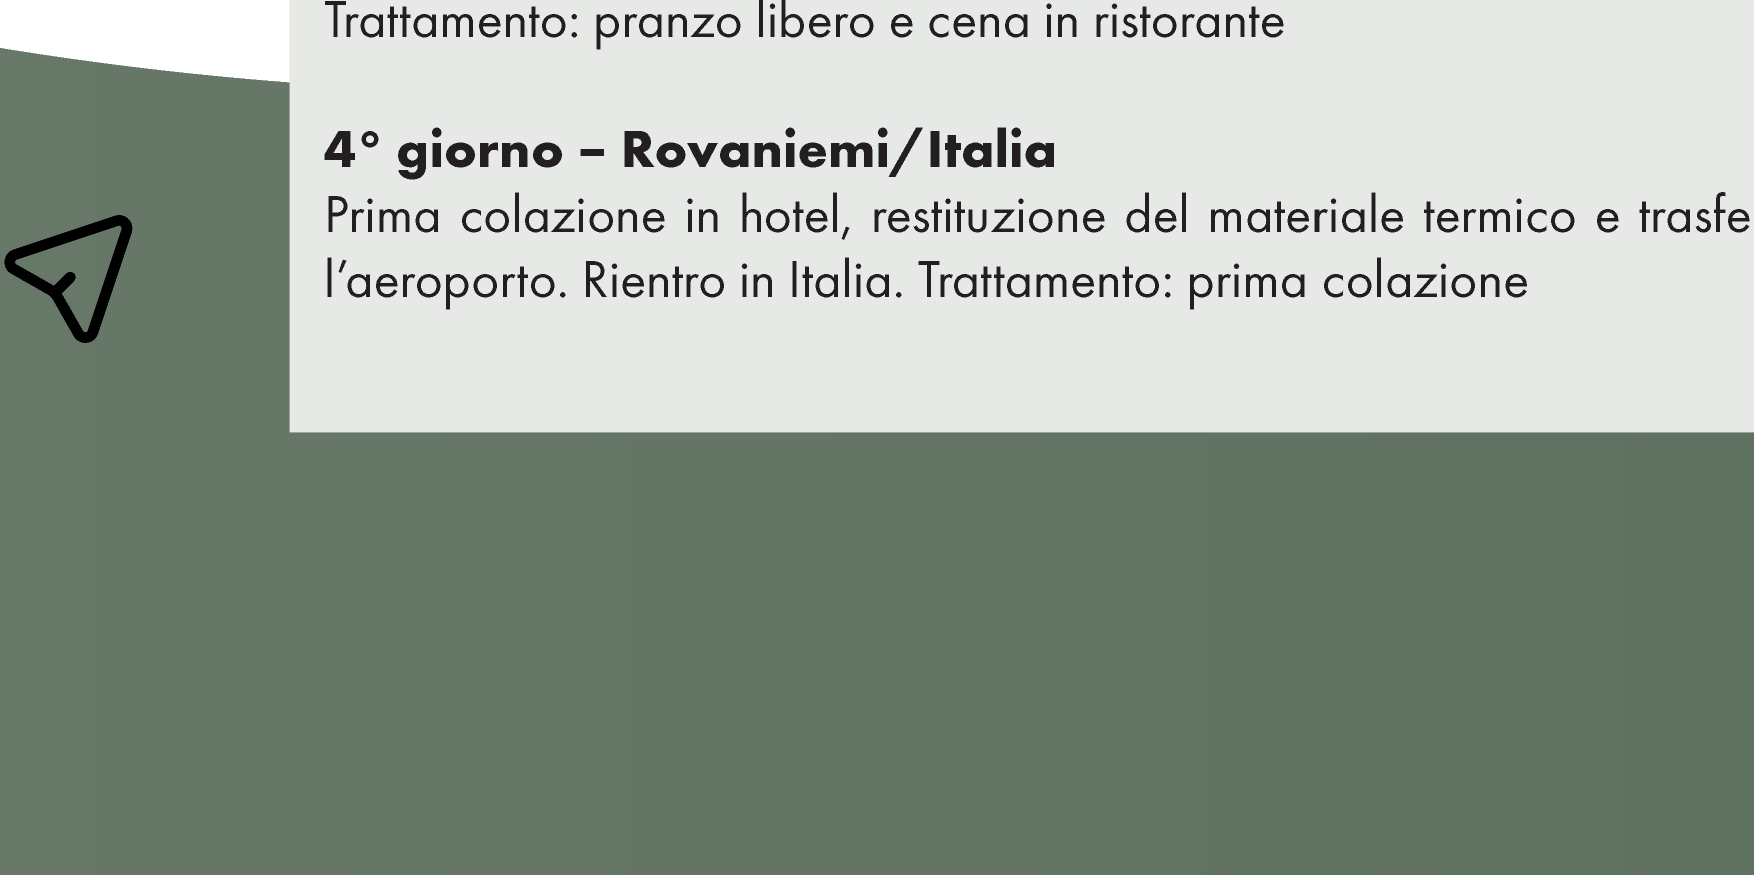 Trattamento: pranzo libero e cena in ristorante
4° giorno – Rovaniemi/Italia
Prima colazione in hotel, restituzione del materiale termico e trasfe
l’aeroporto. Rientro in Italia. Trattamento: prima colazione